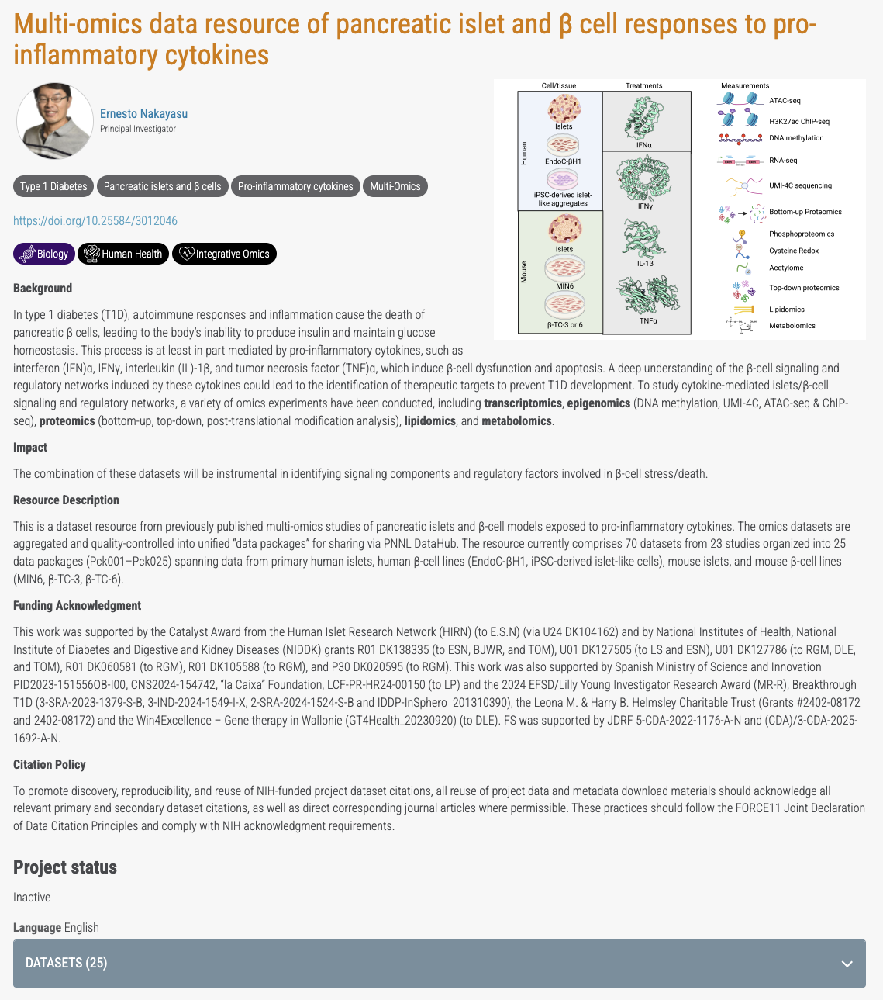 Multi-omics data resource of pancreatic islet and β cell responses to pro-
inflammatory cytokines
Ernesto Nakayasu
Principal Investigator
Type 1 Diabetes
Pancreatic islets and β cells
Pro-inflammatory cytokines
Multi-Omics
https://doi.org/10.25584/3012046
Biology
Human Health
Integrative Omics
Cell/tissue
Treatments
Measurements
Human
Islets
EndoC-βH1
iPSC-derived islet-
like aggregates
Mouse
Islets
MIN6
β-TC-3 or 6
IFNα
IFNγ
IL-1β
TNFα
ATAC-seq
H3K27ac ChIP-seq
DNA methylation
RNA-seq
UMI-4C sequencing
Bottom-up Proteomics
Phosphoproteomics
Cysteine Redox
Acetylome
Top-down proteomics
Lipidomics
Metabolomics
Background
In type 1 diabetes (T1D), autoimmune responses and inflammation cause the death of
pancreatic β cells, leading to the body's inability to produce insulin and maintain glucose
homeostasis. This process is at least in part mediated by pro-inflammatory cytokines, such as
interferon (IFN)α, IFNγ, interleukin (IL)-1β, and tumor necrosis factor (TNF)α, which induce β-cell dysfunction and apoptosis. A deep understanding of the β-cell signaling and
regulatory networks induced by these cytokines could lead to the identification of therapeutic targets to prevent T1D development. To study cytokine-mediated islets/β-cell
signaling and regulatory networks, a variety of omics experiments have been conducted, including transcriptomics, epigenomics (DNA methylation, UMI-4C, ATAC-seq & ChIP-
seq), proteomics (bottom-up, top-down, post-translational modification analysis), lipidomics, and metabolomics.
Impact
The combination of these datasets will be instrumental in identifying signaling components and regulatory factors involved in β-cell stress/death.
Resource Description
This is a dataset resource from previously published multi-omics studies of pancreatic islets and β-cell models exposed to pro-inflammatory cytokines. The omics datasets are
aggregated and quality-controlled into unified “data packages” for sharing via PNNL DataHub. The resource currently comprises 70 datasets from 23 studies organized into 25
data packages (Pck001–Pck025) spanning data from primary human islets, human β-cell lines (EndoC-βH1, iPSC-derived islet-like cells), mouse islets, and mouse β-cell lines
(MIN6, β-TC-3, β-TC-6).
Funding Acknowledgment
This work was supported by the Catalyst Award from the Human Islet Research Network (HIRN) (to E.S.N) (via U24 DK104162) and by National Institutes of Health, National
Institute of Diabetes and Digestive and Kidney Diseases (NIDDK) grants R01 DK138335 (to ESN, BJWR, and TOM), U01 DK127505 (to LS and ESN), U01 DK127786 (to RGM, DLE,
and TOM), R01 DK060581 (to RGM), R01 DK105588 (to RGM), and P30 DK020595 (to RGM). This work was also supported by Spanish Ministry of Science and Innovation
PID2023-151556OB-I00, CNS2024-154742, “la Caixa” Foundation, LCF-PR-HR24-00150 (to LP) and the 2024 EFSD/Lilly Young Investigator Research Award (MR-R), Breakthrough
T1D (3-SRA-2023-1379-S-B, 3-IND-2024-1549-I-X, 2-SRA-2024-1524-S-B and IDDP-InSphero 201310390), the Leona M. & Harry B. Helmsley Charitable Trust (Grants #2402-08172
and 2402-08172) and the Win4Excellence – Gene therapy in Wallonie (GT4Health_20230920) (to DLE). FS was supported by JDRF 5-CDA-2022-1176-A-N and (CDA)/3-CDA-2025-
1692-A-N.
Citation Policy
To promote discovery, reproducibility, and reuse of NIH-funded project dataset citations, all reuse of project data and metadata download materials should acknowledge all
relevant primary and secondary dataset citations, as well as direct corresponding journal articles where permissible. These practices should follow the FORCE11 Joint Declaration
of Data Citation Principles and comply with NIH acknowledgment requirements.
Project status
Inactive
Language English
DATASETS (25)